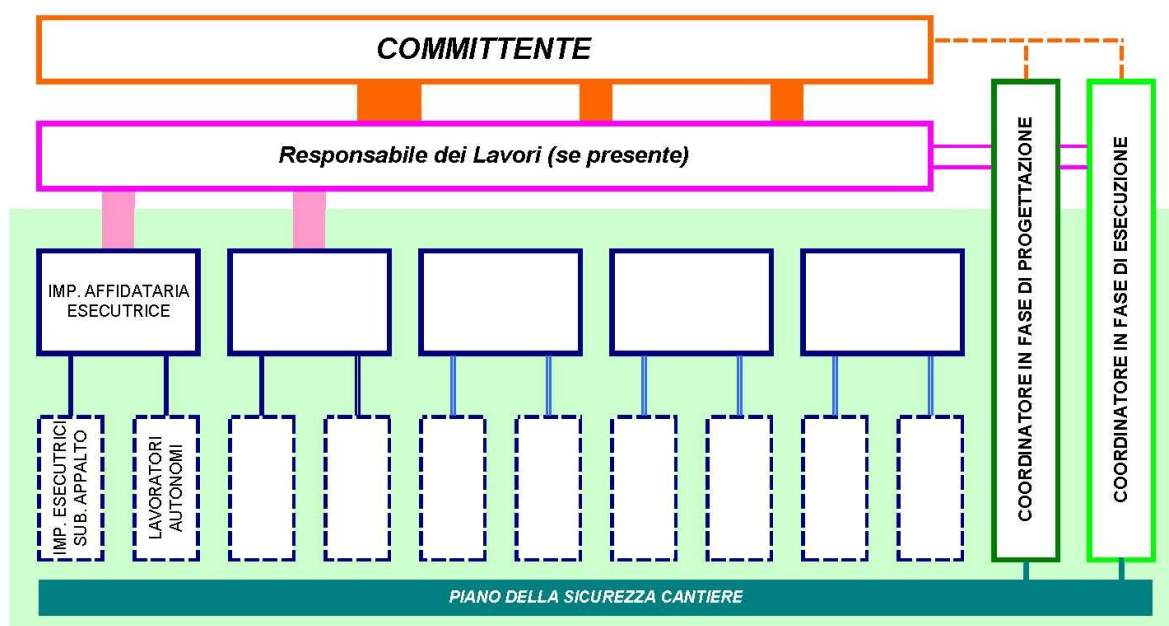 COMMITTENTE
Responsabile dei Lavori (se presente)
COORDINATORE IN FASE DI PROGETTAZIONE
COORDINATORE IN FASE DI ESECUZIONE
IMP. AFFIDATARIA
ESECUTRICE
IMP. ESECUTRICI
SUB. APPALTO
LAVORATORI
AUTONOMI
PIANO DELLA SICUREZZA CANTIERE